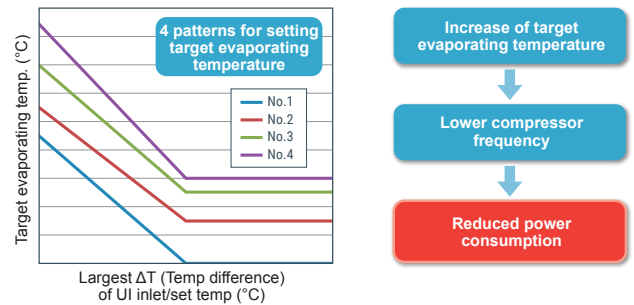 4 patterns for setting
target evaporating
temperature
No.1
No.2
No.3
No.4
Target evaporating temp. (°C)
Largest ΔT (Temp difference)
of UI inlet/set temp (°C)
Increase of target
evaporating temperature
Lower compressor
frequency
Reduced power
consumption